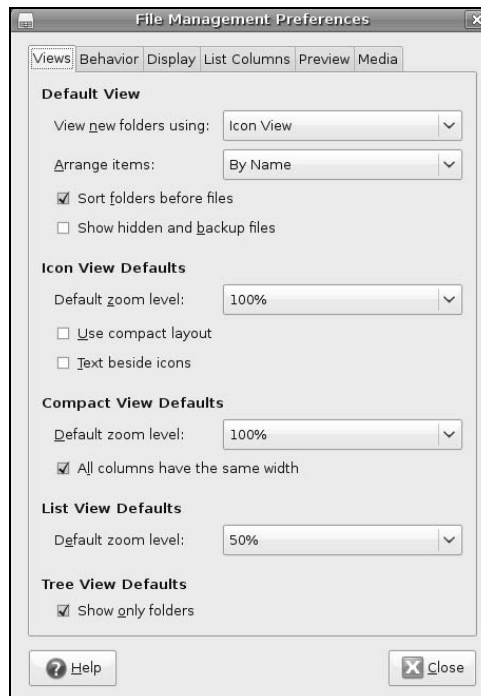 File Management Preferences
Views Behavior Display List Columns Preview Media
Default View
View new folders using: Icon View
Arrange items: By Name
Sort folders before files
Show hidden and backup files
Icon View Defaults
Default zoom level: 100%
Use compact layout
Text beside icons
Compact View Defaults
Default zoom level: 100%
All columns have the same width
List View Defaults
Default zoom level: 50%
Tree View Defaults
Show only folders
Help Close